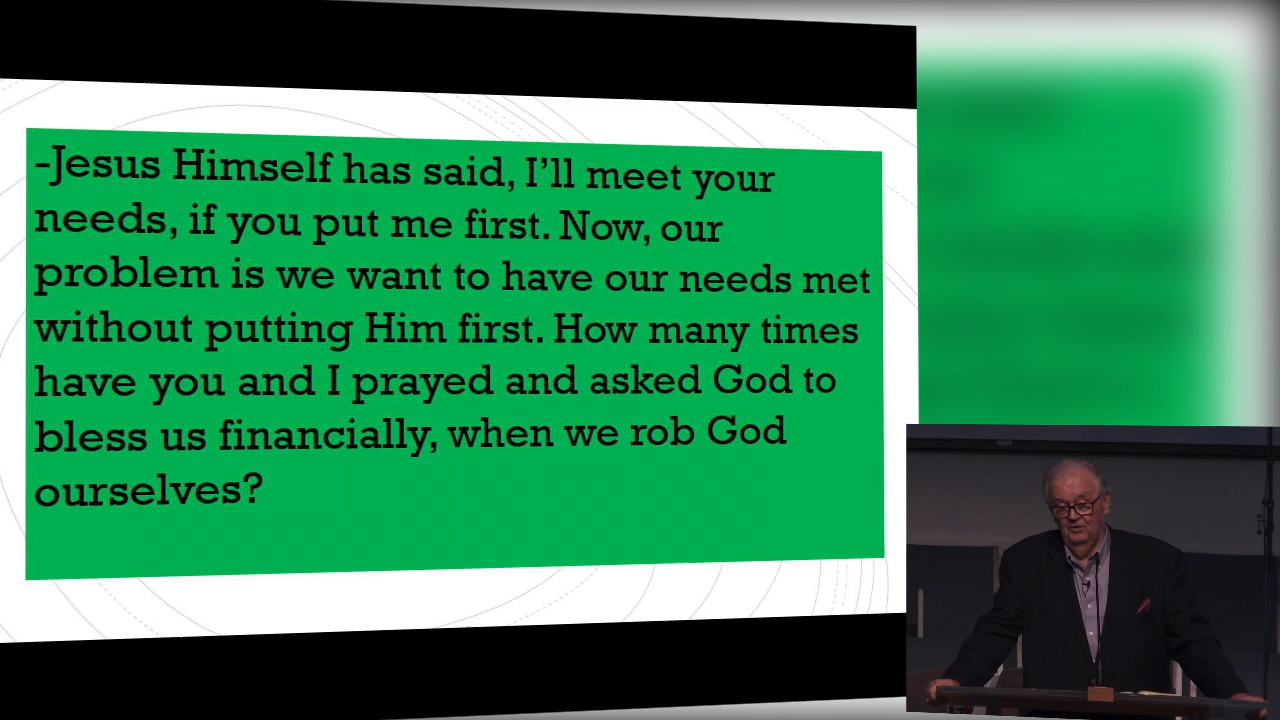 -Jesus Himself has said, I’ll meet your
needs, if you put me first. Now, our
problem is we want to have our needs met
without putting Him first. How many times
have you and I prayed and asked God to
bless us financially, when we rob God
ourselves?